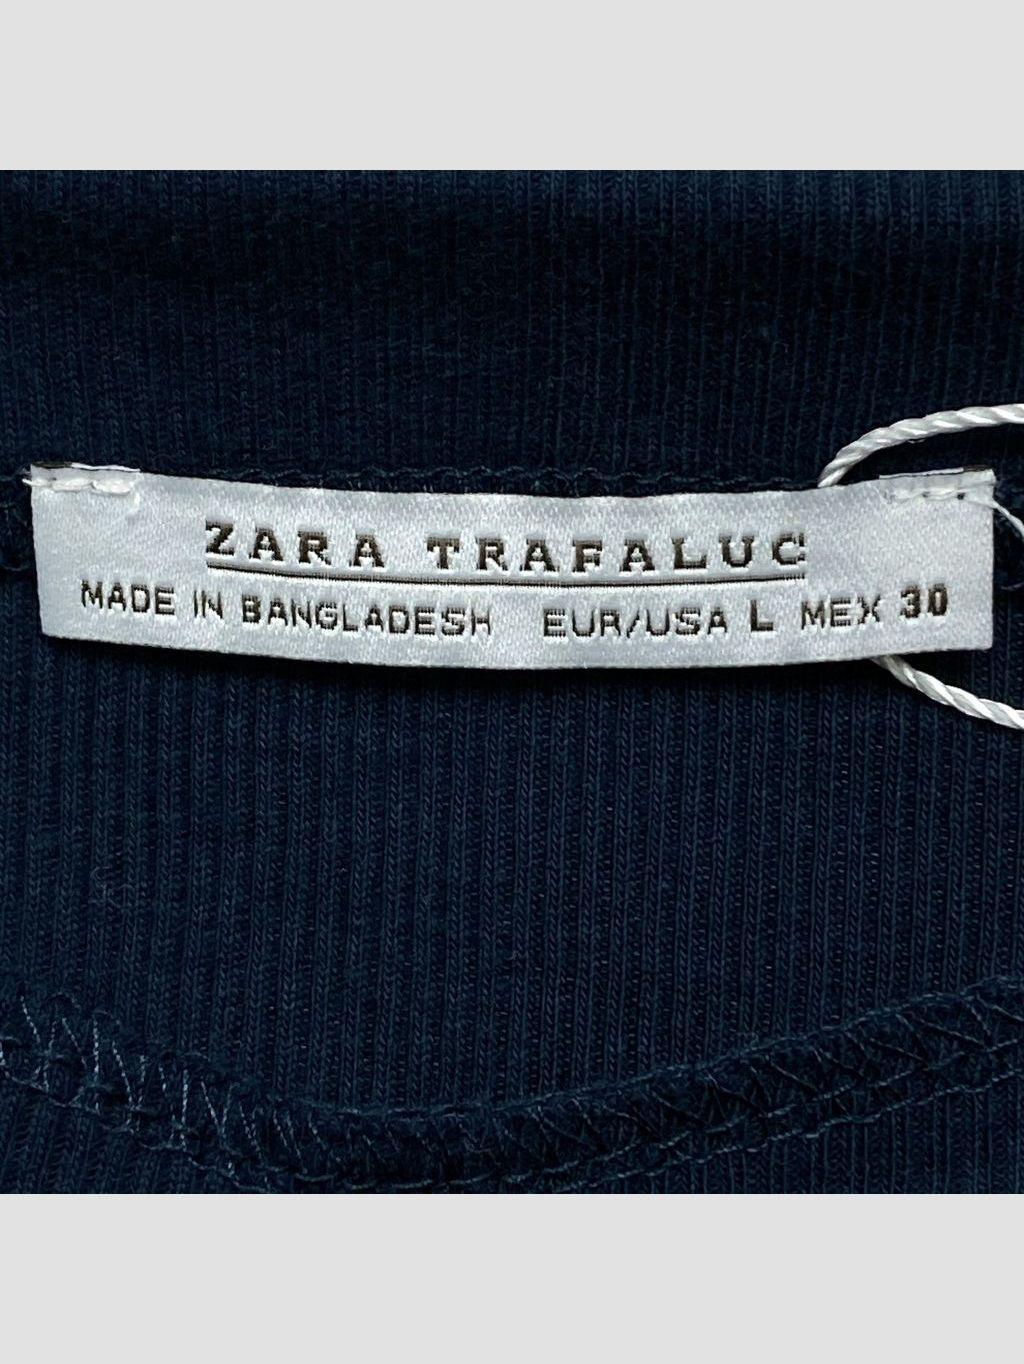 ZARA TRAFALUC
MADE IN BANGLADESH EUR/USA L MEX 30